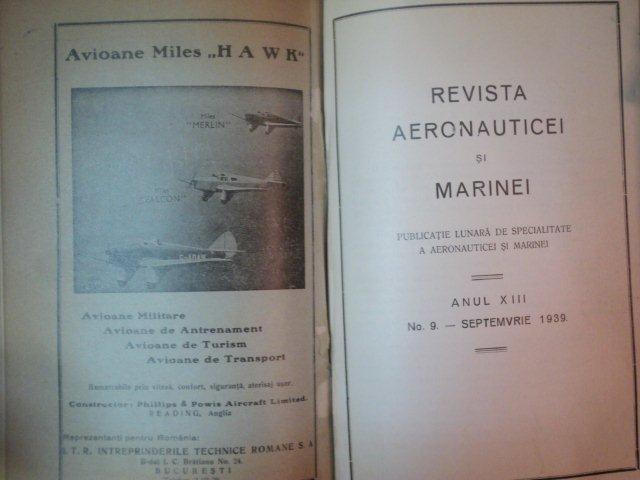 Avioane Miles „HAWK"
Miles
"MERLIN"
Miles
"FALCON"
Avioane Militare
Avioane de Antrenament
Avioane de Turism
Avioane de Transport
Remarcabile prin viteză, confort, siguranţă, aterisaj uşor.
Constructor: Phillips & Powis Aircraft Limited.
READING, Anglia
Reprezentanti pentru România:
I.T.R. INTREPRINDERILE TECHNICE ROMANE S. A
B-dul I. C. Brătianu No. 24.
BUCUREŞTI
REVISTA
AERONAUTICEI
ŞI
MARINEI
PUBLICAŢIE LUNARĂ DE SPECIALITATE
A AERONAUTICEI ŞI MARINEI
ANUL XIII
No. 9. — SEPTEMVRIE 1939.